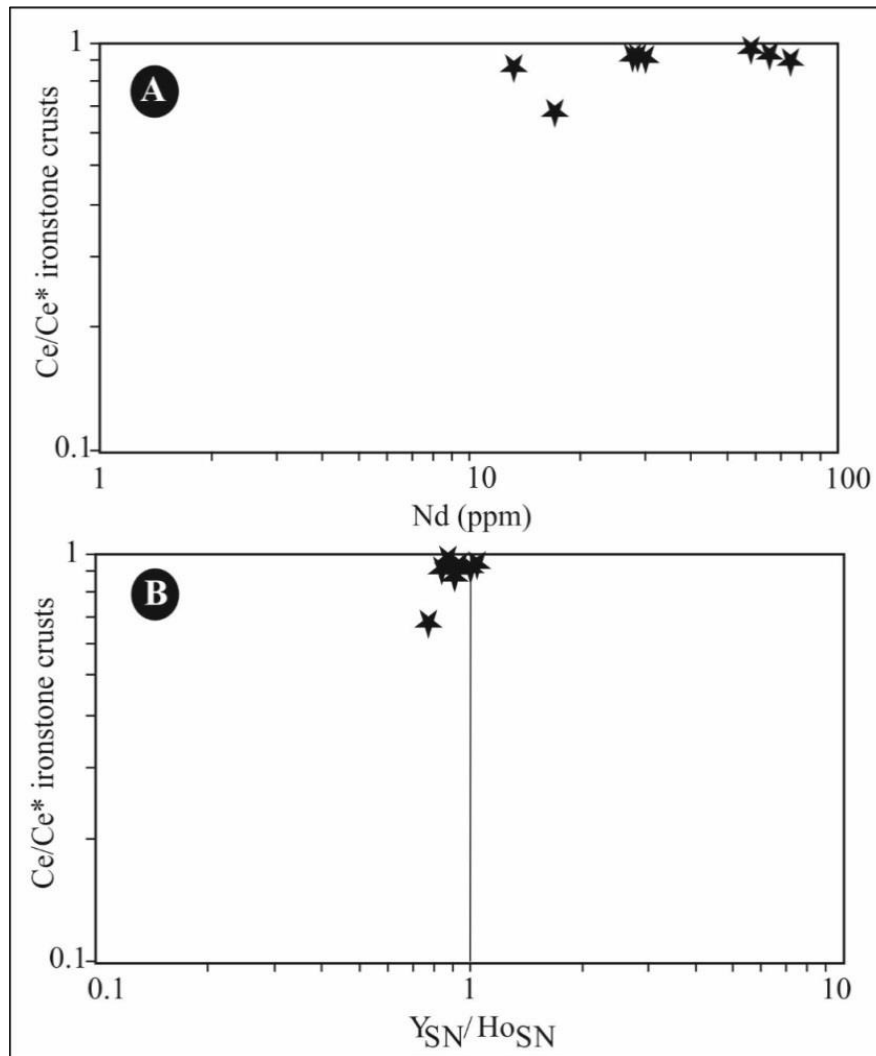 A
1
0.1
Ce/Ce* ironstone crusts
1 10 100
Nd (ppm)
B
1
0.1
Ce/Ce* ironstone crusts
0.1 1 10
YSN/HoSN